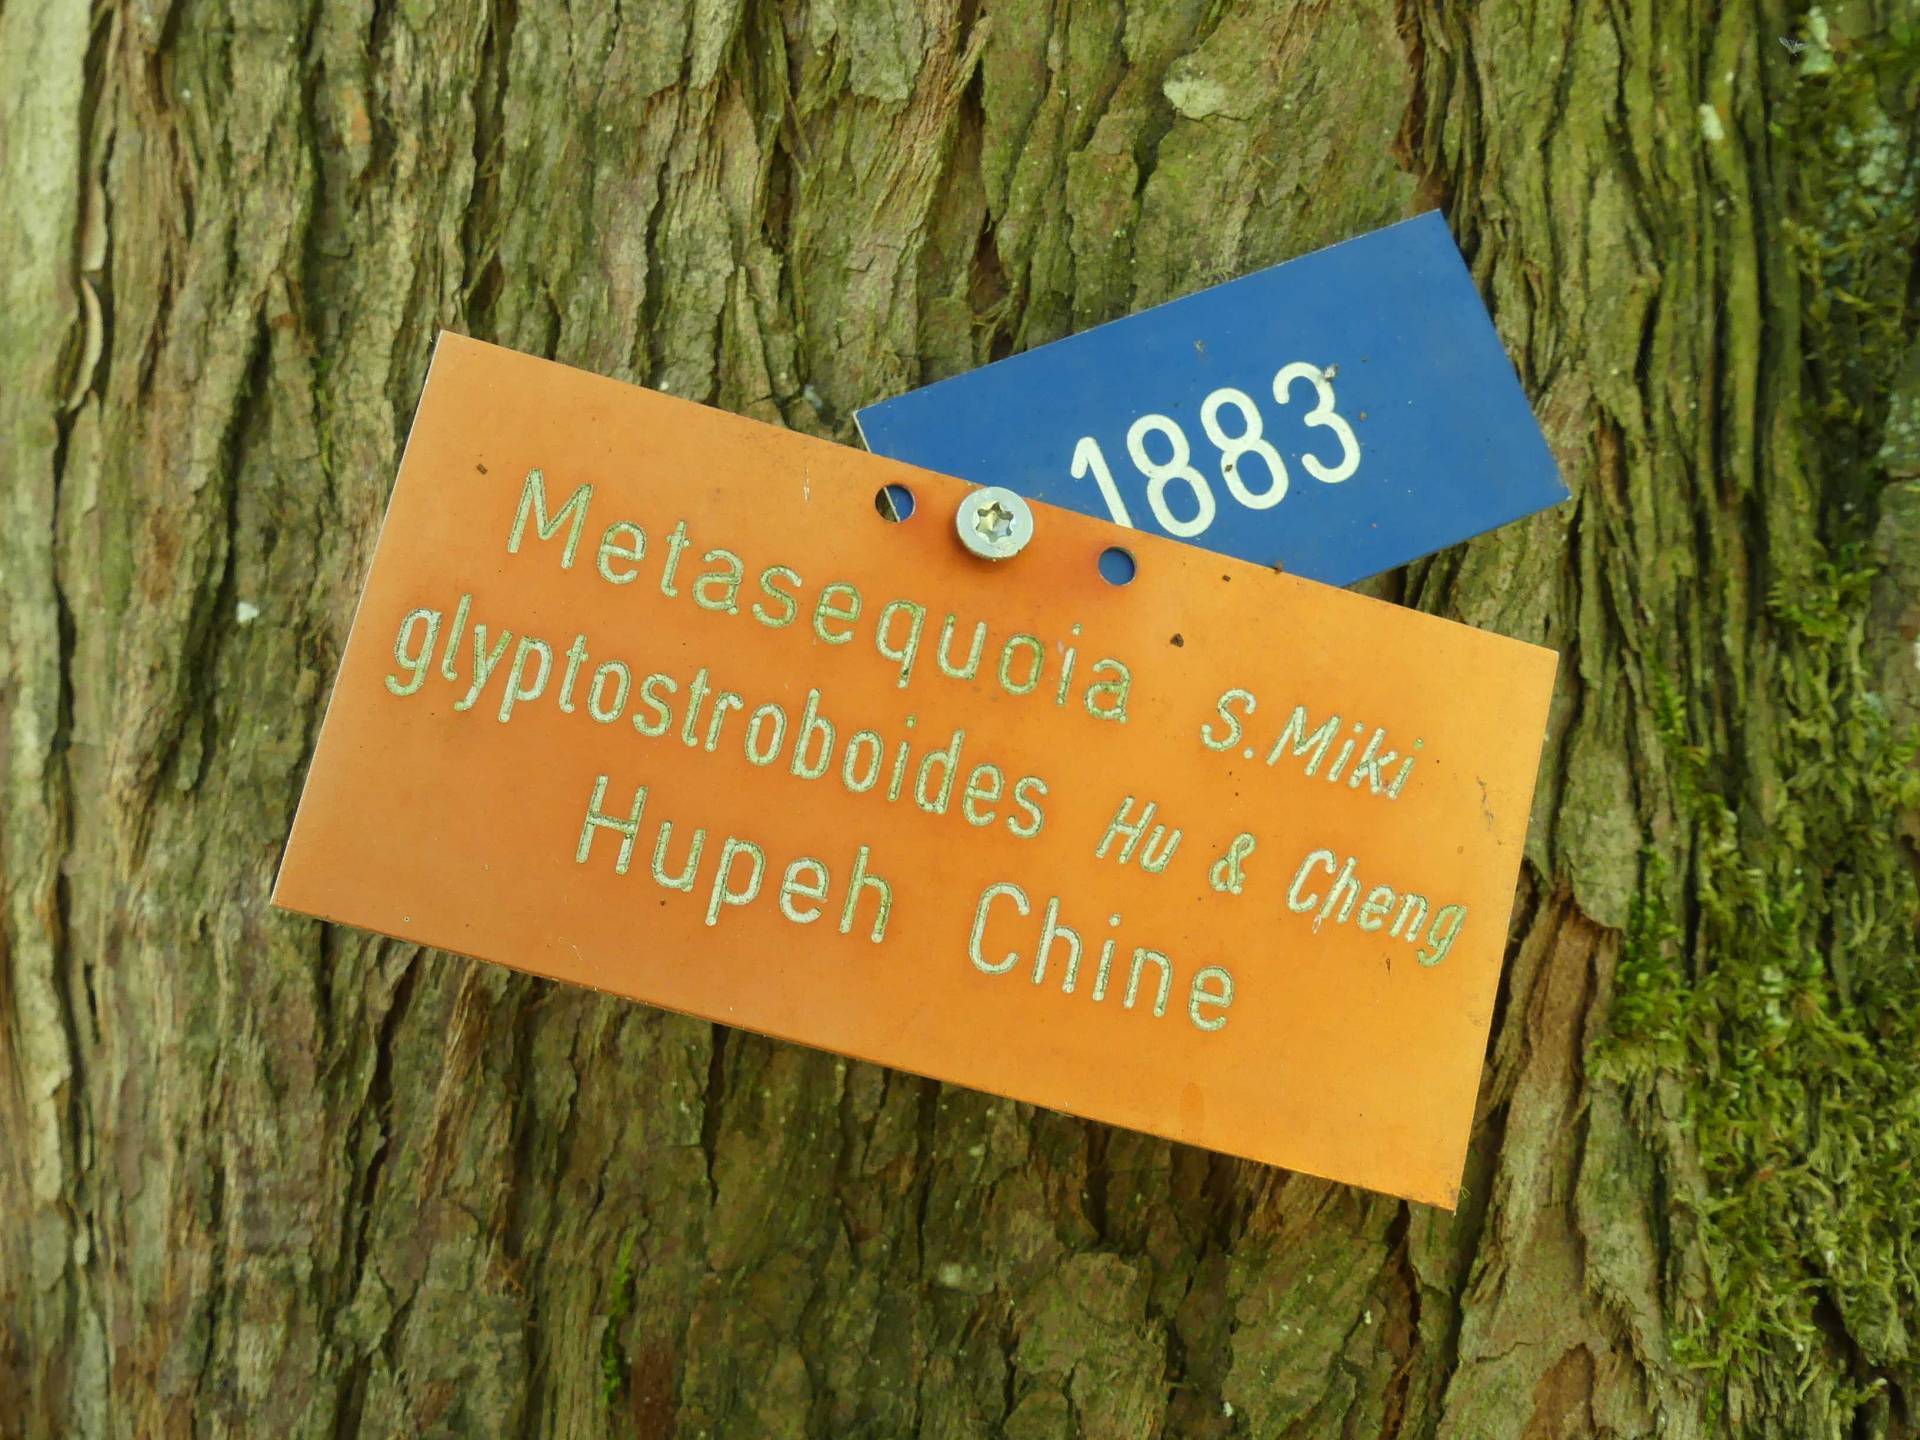 1883
Metasequoia S.Miki
glyptostroboides Hu & Cheng
Hupeh Chine